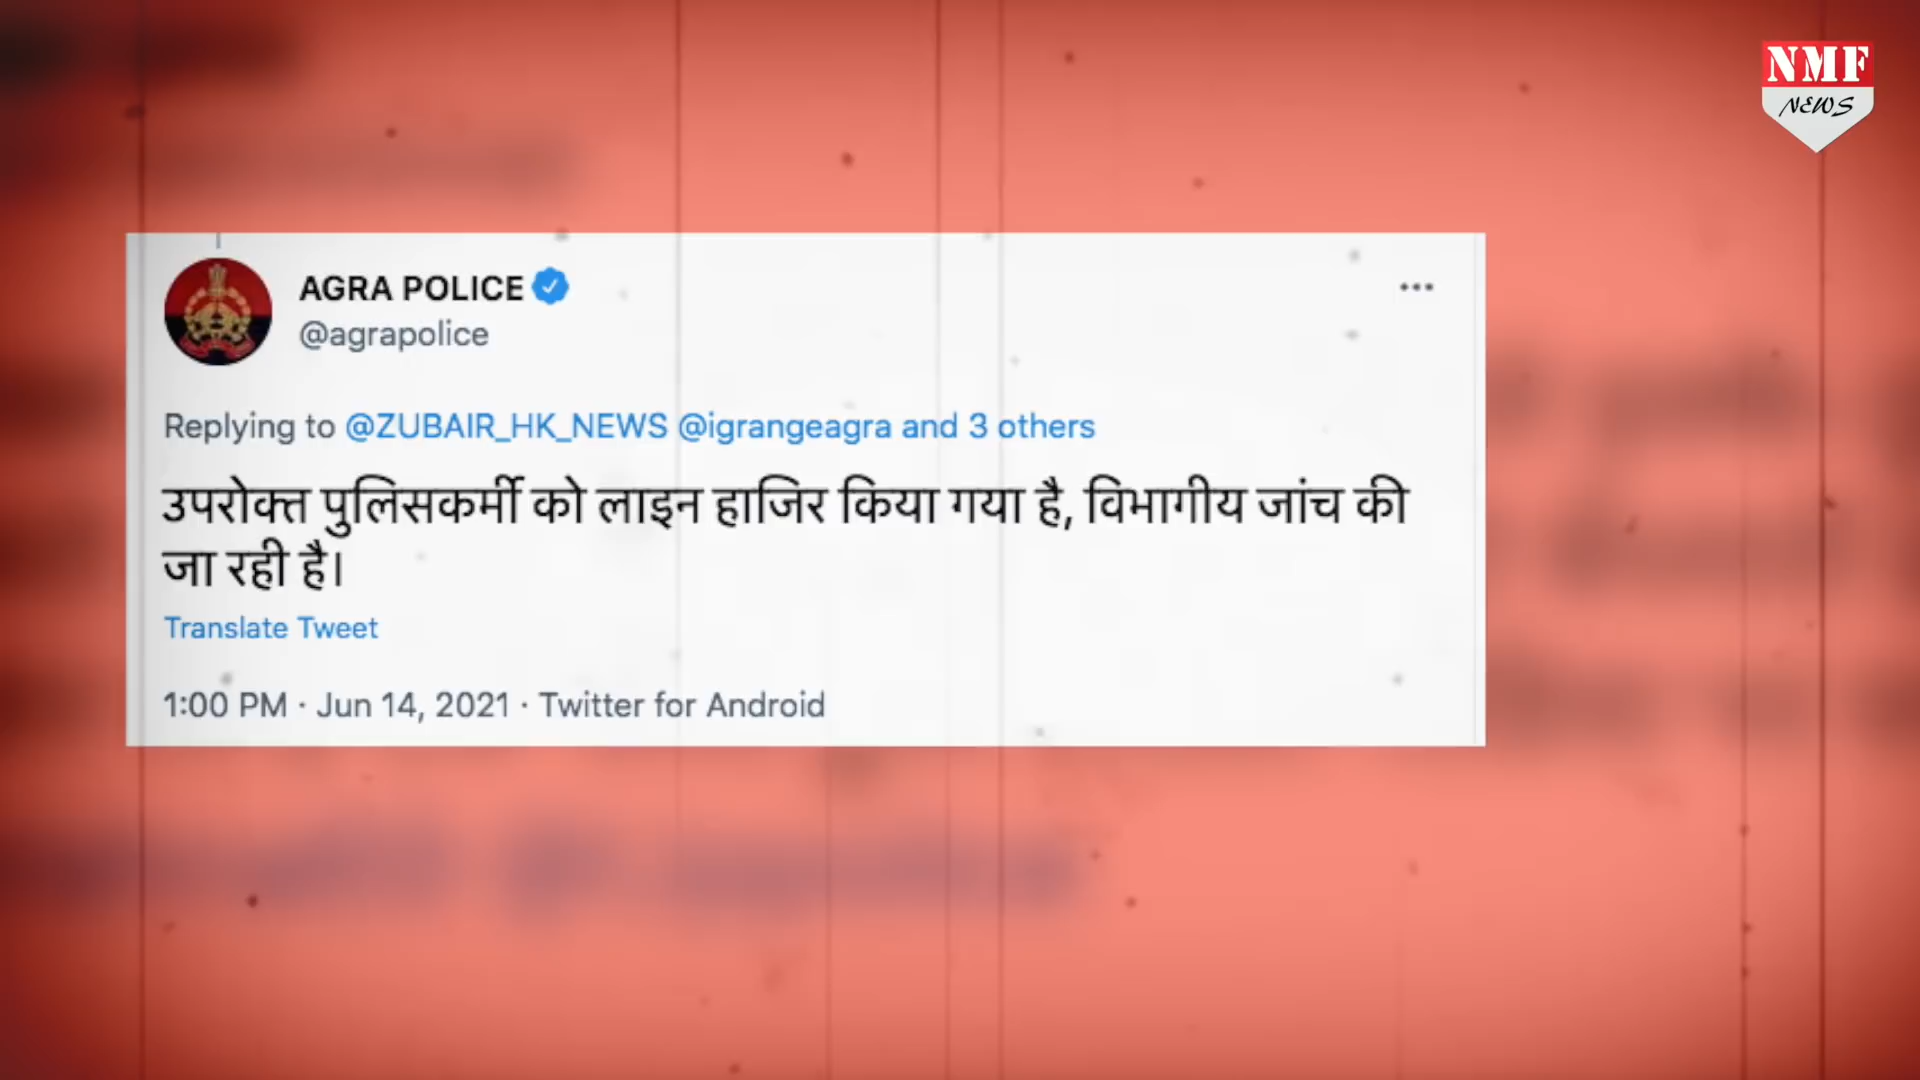 NMF
NEWS
AGRA POLICE
@agrapolice
Replying to @ZUBAIR_HK_NEWS @igrangeagra and 3 others
उपरोक्त पुलिसकर्मी को लाइन हाजिर किया गया है, विभागीय जांच की
जा रही है।
Translate Tweet
1:00 PM · Jun 14, 2021 · Twitter for Android